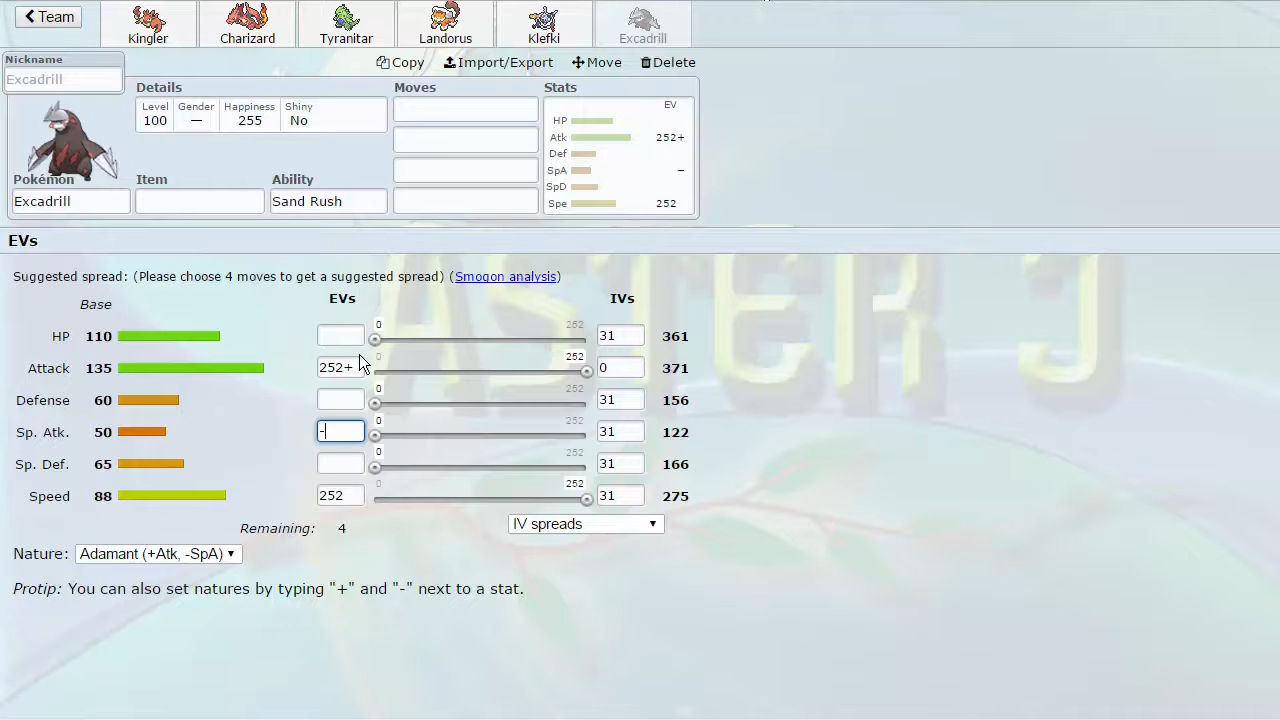 Team
Kingler
Charizard
Tyranitar
Landorus
Klefki
Excadrill
Nickname
Excadrill
Copy
Import/Export
Move
Delete
Details
Moves
Stats
Level
Gender
Happiness
Shiny
100
—
255
No
EV
HP
Atk 252+
Def
SpA –
SpD
Spe 252
Pokémon
Item
Ability
Excadrill
Sand Rush
EVs
Suggested spread: (Please choose 4 moves to get a suggested spread) (Smogon analysis)
Base
EVs
IVs
HP 110 0 252 31 361
Attack 135 252+ 0 252 0 371
Defense 60 0 252 31 156
Sp. Atk. 50 - 0 252 31 122
Sp. Def. 65 0 252 31 166
Speed 88 252 0 252 31 275
Remaining: 4
IV spreads
Nature: Adamant (+Atk, -SpA)
Protip: You can also set natures by typing "+" and "-" next to a stat.
ASTER J